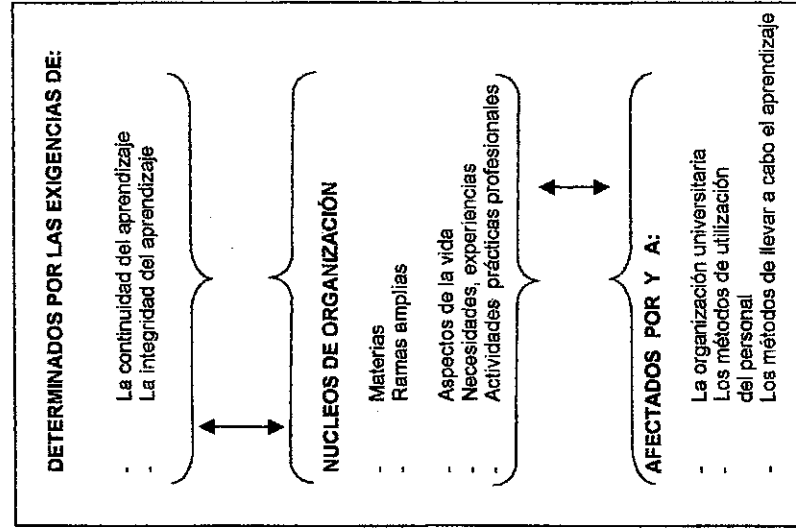 DETERMINADOS POR LAS EXIGENCIAS DE:
- La continuidad del aprendizaje
- La integridad del aprendizaje
NUCLEOS DE ORGANIZACIÓN
- Materias
- Ramas amplias
- Aspectos de la vida
- Necesidades, experiencias
- Actividades prácticas profesionales
AFECTADOS POR Y A:
- La organización universitaria
- Los métodos de utilización
del personal
- Los métodos de llevar a cabo el aprendizaje